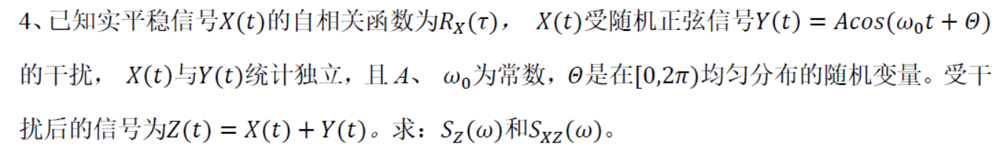 4、已知实平稳信号X(t)的自相关函数为R_X(τ)， X(t)受随机正弦信号Y(t) = Acos(ω₀t + Θ)
的干扰， X(t)与Y(t)统计独立，且 A、 ω₀为常数，Θ是在[0,2π)均匀分布的随机变量。受干
扰后的信号为Z(t) = X(t) + Y(t)。求：S_Z(ω)和S_XZ(ω)。